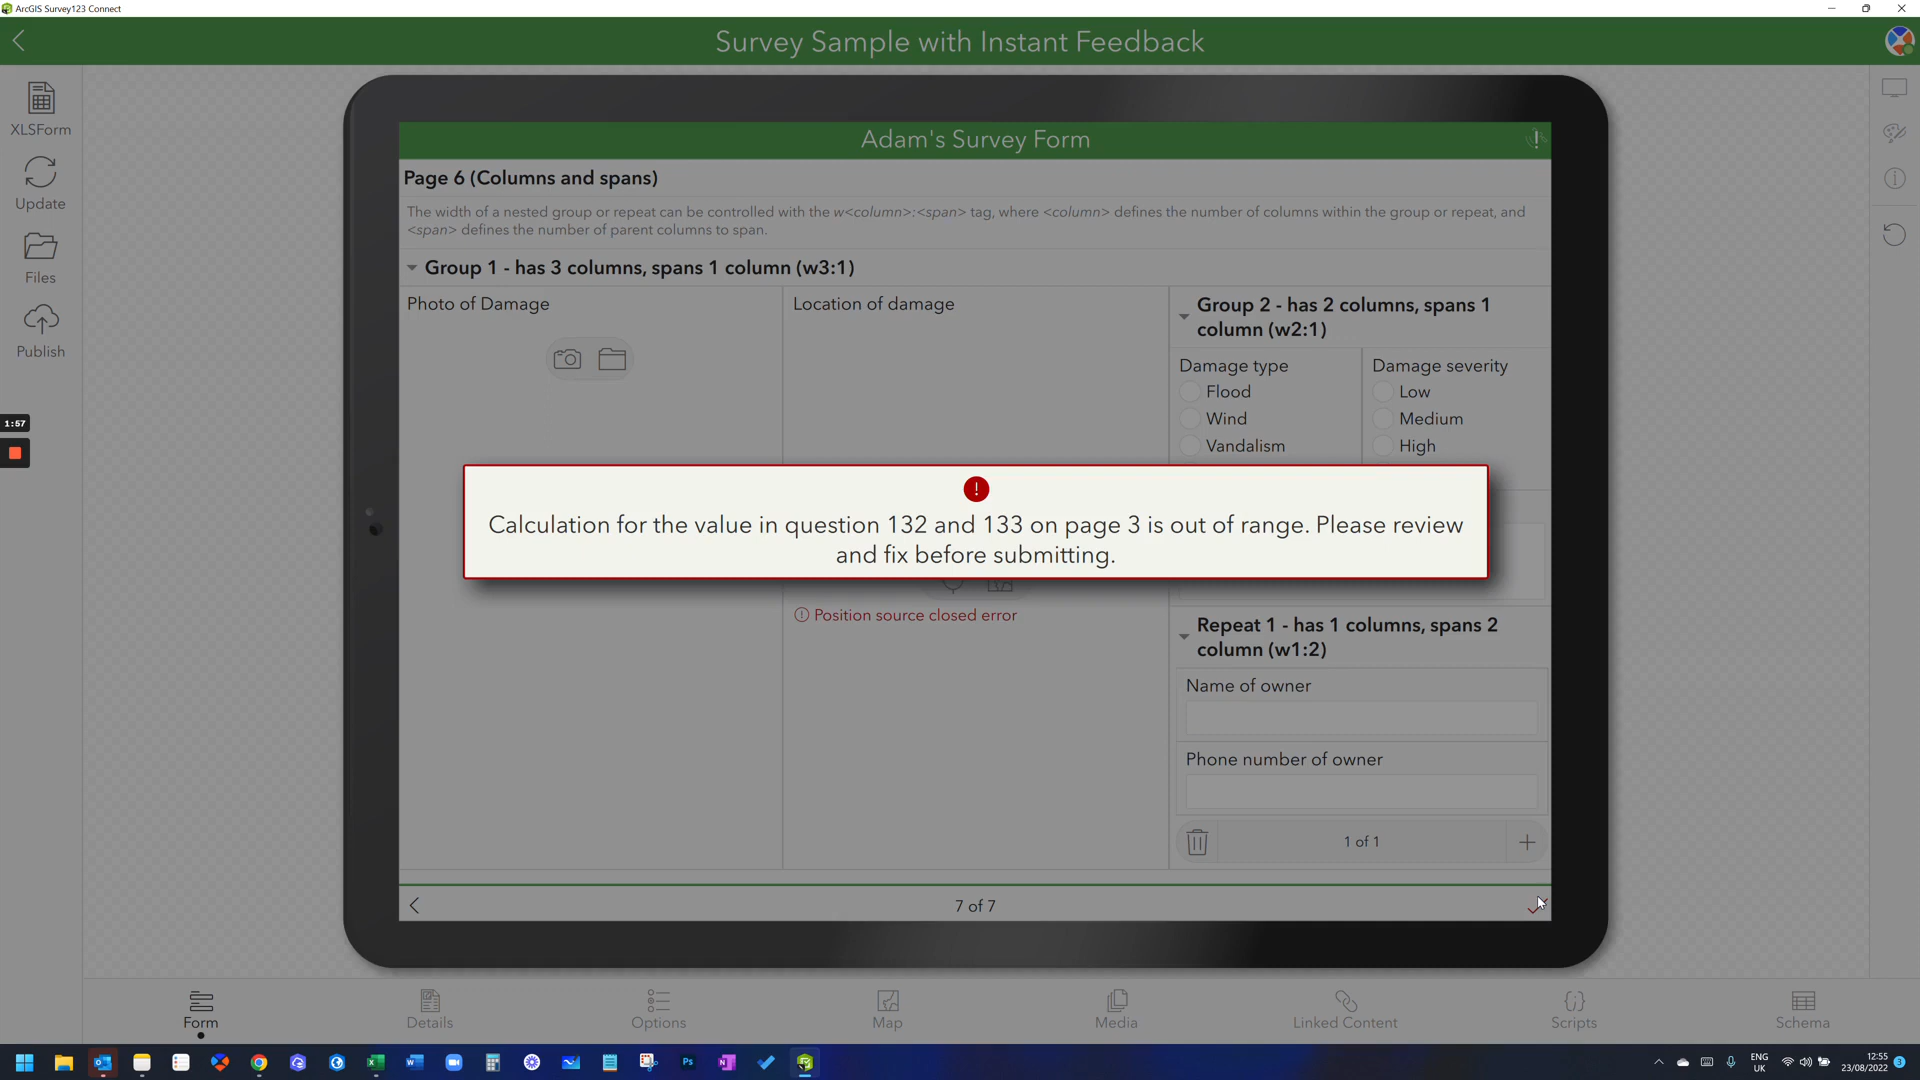 ArcGIS Survey123 Connect
Survey Sample with Instant Feedback
XLSForm
Update
Files
Publish
1:57
Adam's Survey Form
Page 6 (Columns and spans)
The width of a nested group or repeat can be controlled with the w<column>:<span> tag, where <column> defines the number of columns within the group or repeat, and
<span> defines the number of parent columns to span.
Group 1 - has 3 columns, spans 1 column (w3:1)
Photo of Damage
Location of damage
Group 2 - has 2 columns, spans 1
column (w2:1)
Damage type
Flood
Wind
Vandalism
Damage severity
Low
Medium
High
Calculation for the value in question 132 and 133 on page 3 is out of range. Please review
and fix before submitting.
Position source closed error
Repeat 1 - has 1 columns, spans 2
column (w1:2)
Name of owner
Phone number of owner
1 of 1
7 of 7
Form
Details
Options
Map
Media
Linked Content
Scripts
Schema
Ps
ENG
UK
12:55
23/08/2022
3